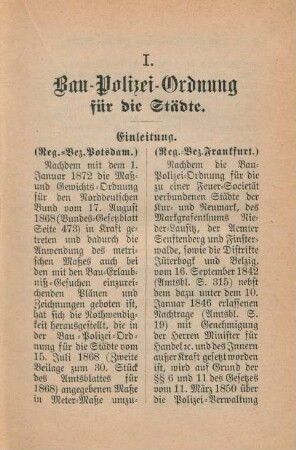 I.
Bau-Polizei-Ordnung
für die Städte.
Einleitung.
(Reg.-Bez. Potsdam.)
Nachdem mit dem 1.
Januar 1872 die Maß-
und Gewichts-Ordnung
für den Norddeutschen
Bund vom 17. August
1868 (Bundes-Gesetzblatt
Seite 473) in Kraft ge-
treten und dadurch die
Anwendung des metri-
schen Maßes auch bei
den mit den Bau-Erlaub-
niß-Gesuchen einzurei-
chenden Plänen und
Zeichnungen geboten ist,
hat sich die Nothwendig-
keit herausgestellt, die in
der Bau-Polizei-Ordnung
für die Städte vom
15. Juli 1868 (Zweite
Beilage zum 30. Stück
des Amtsblattes für
1868) angegebenen Maße
in Meter-Maße umzu-
(Reg.-Bez. Frankfurt.)
Nachdem die Bau-
Polizei-Ordnung für die
zu einer Feuer-Societät
verbundenen Städte der
Kur- und Neumark, des
Markgrafenthums Nie-
der-Lausitz, der Aemter
Senftenberg und Finster-
walde, sowie die Distrikte
Jüterbogk und Belzig,
vom 16. September 1842
(Amtsbl. S. 315) nebst
dem dazu unter dem 10.
Januar 1846 erlassenen
Nachtrage (Amtsbl. S.
19) mit Genehmigung
der Herren Minister für
Handel ꝛc. und des Innern
außer Kraft gesetzt worden
ist, wird auf Grund der
§§ 6 und 11 des Gesetzes
vom 11. März 1850 über
die Polizei-Verwaltung